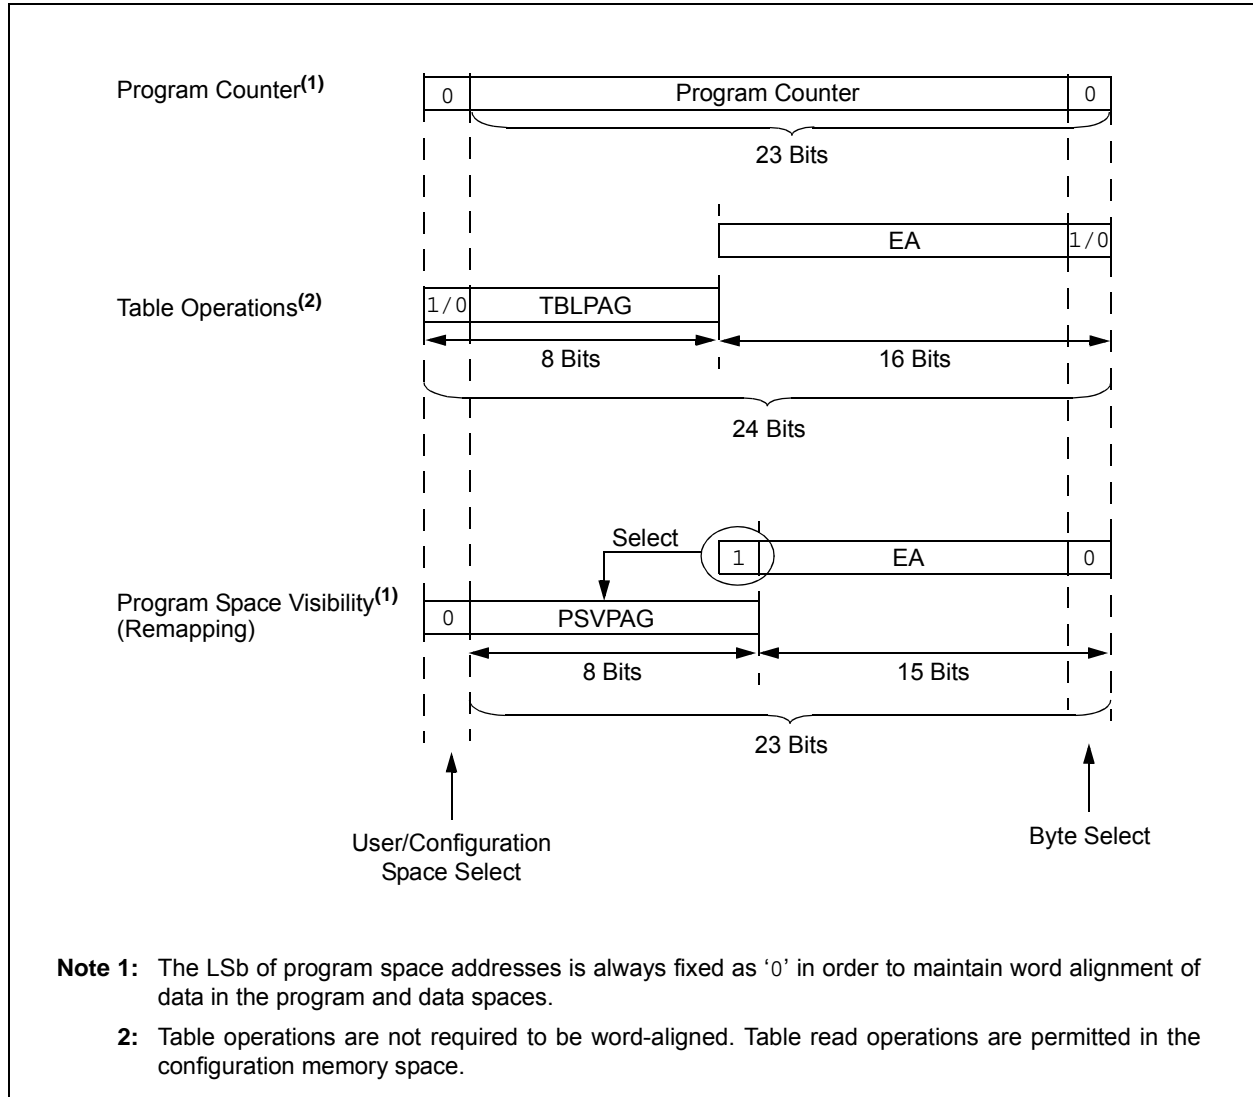 Program Counter(1)
0 Program Counter 0
23 Bits
EA 1/0
Table Operations(2)
1/0 TBLPAG
8 Bits 16 Bits
24 Bits
Select
1 EA 0
Program Space Visibility(1)
(Remapping)
0 PSVPAG
8 Bits 15 Bits
23 Bits
User/Configuration
Space Select
Byte Select
Note 1: The LSb of program space addresses is always fixed as ‘0’ in order to maintain word alignment of
data in the program and data spaces.
2: Table operations are not required to be word-aligned. Table read operations are permitted in the
configuration memory space.